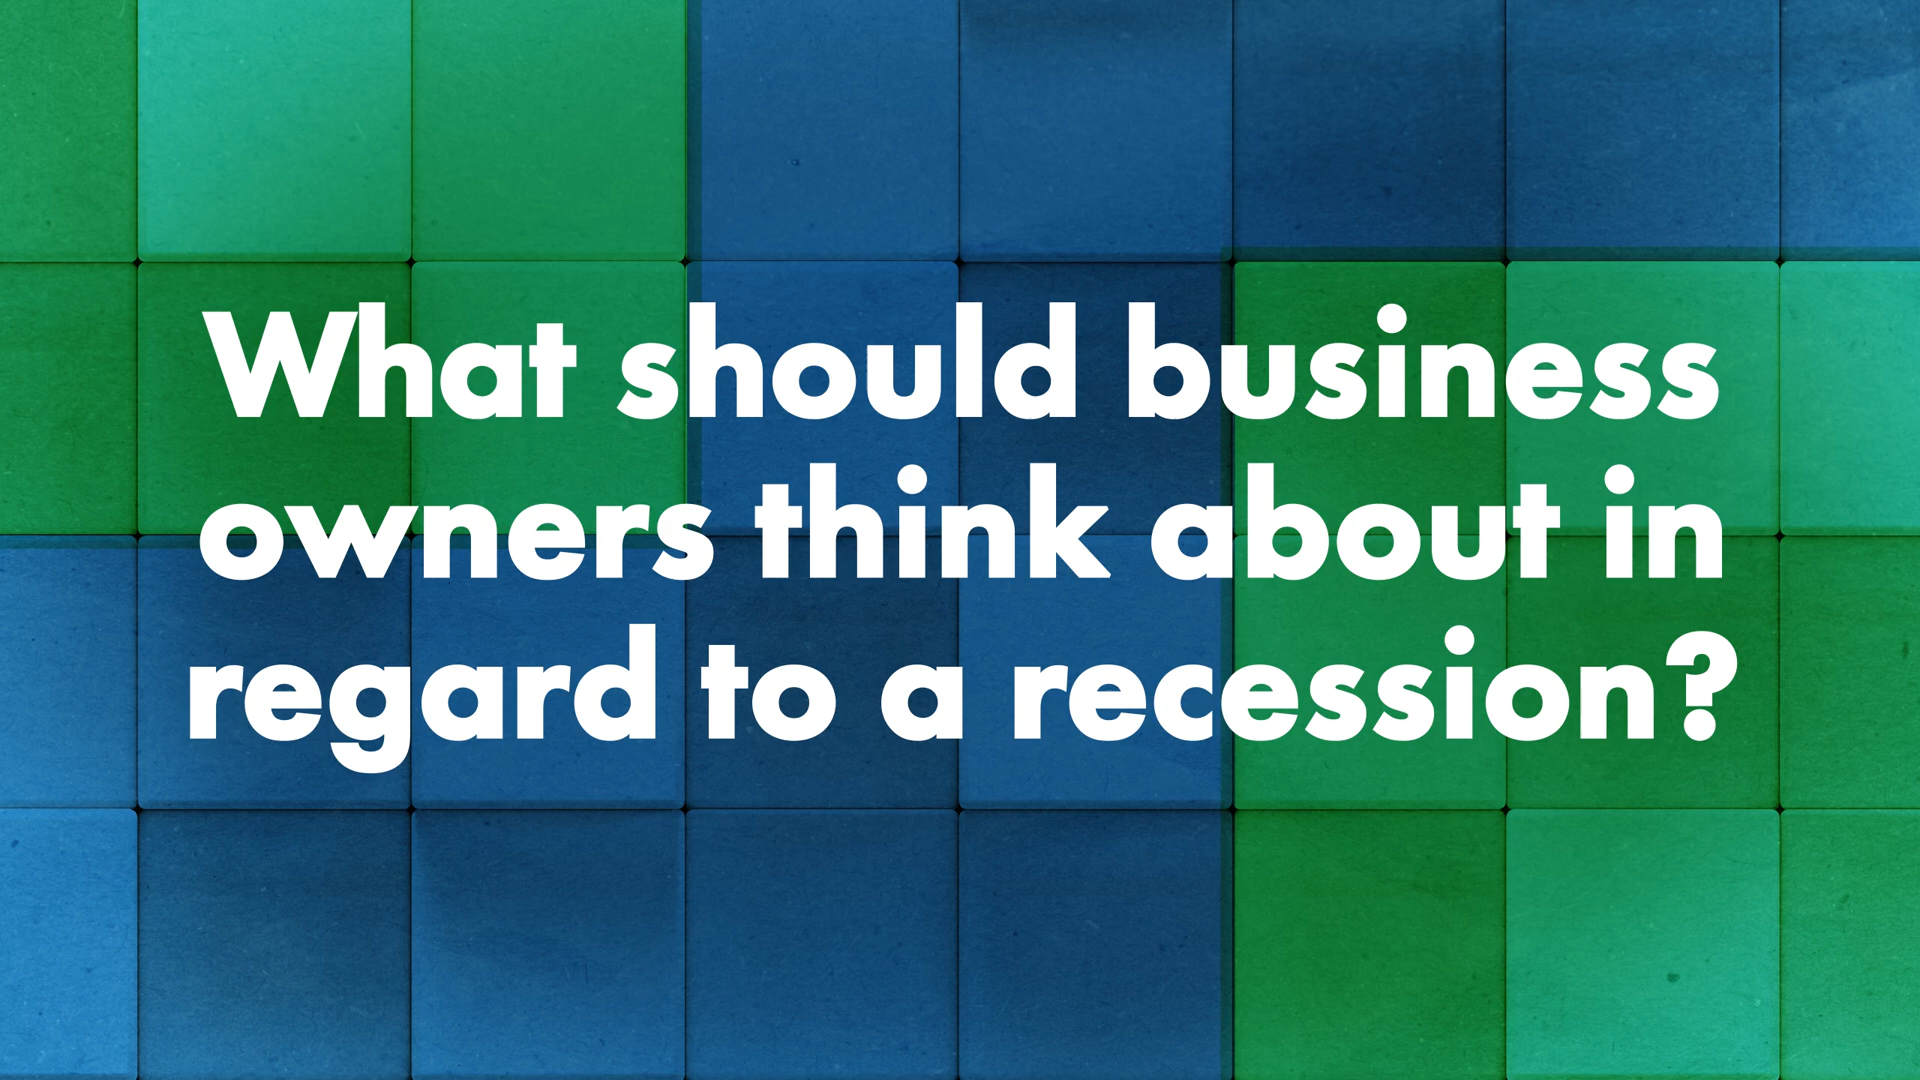 What should business
owners think about in
regard to a recession?